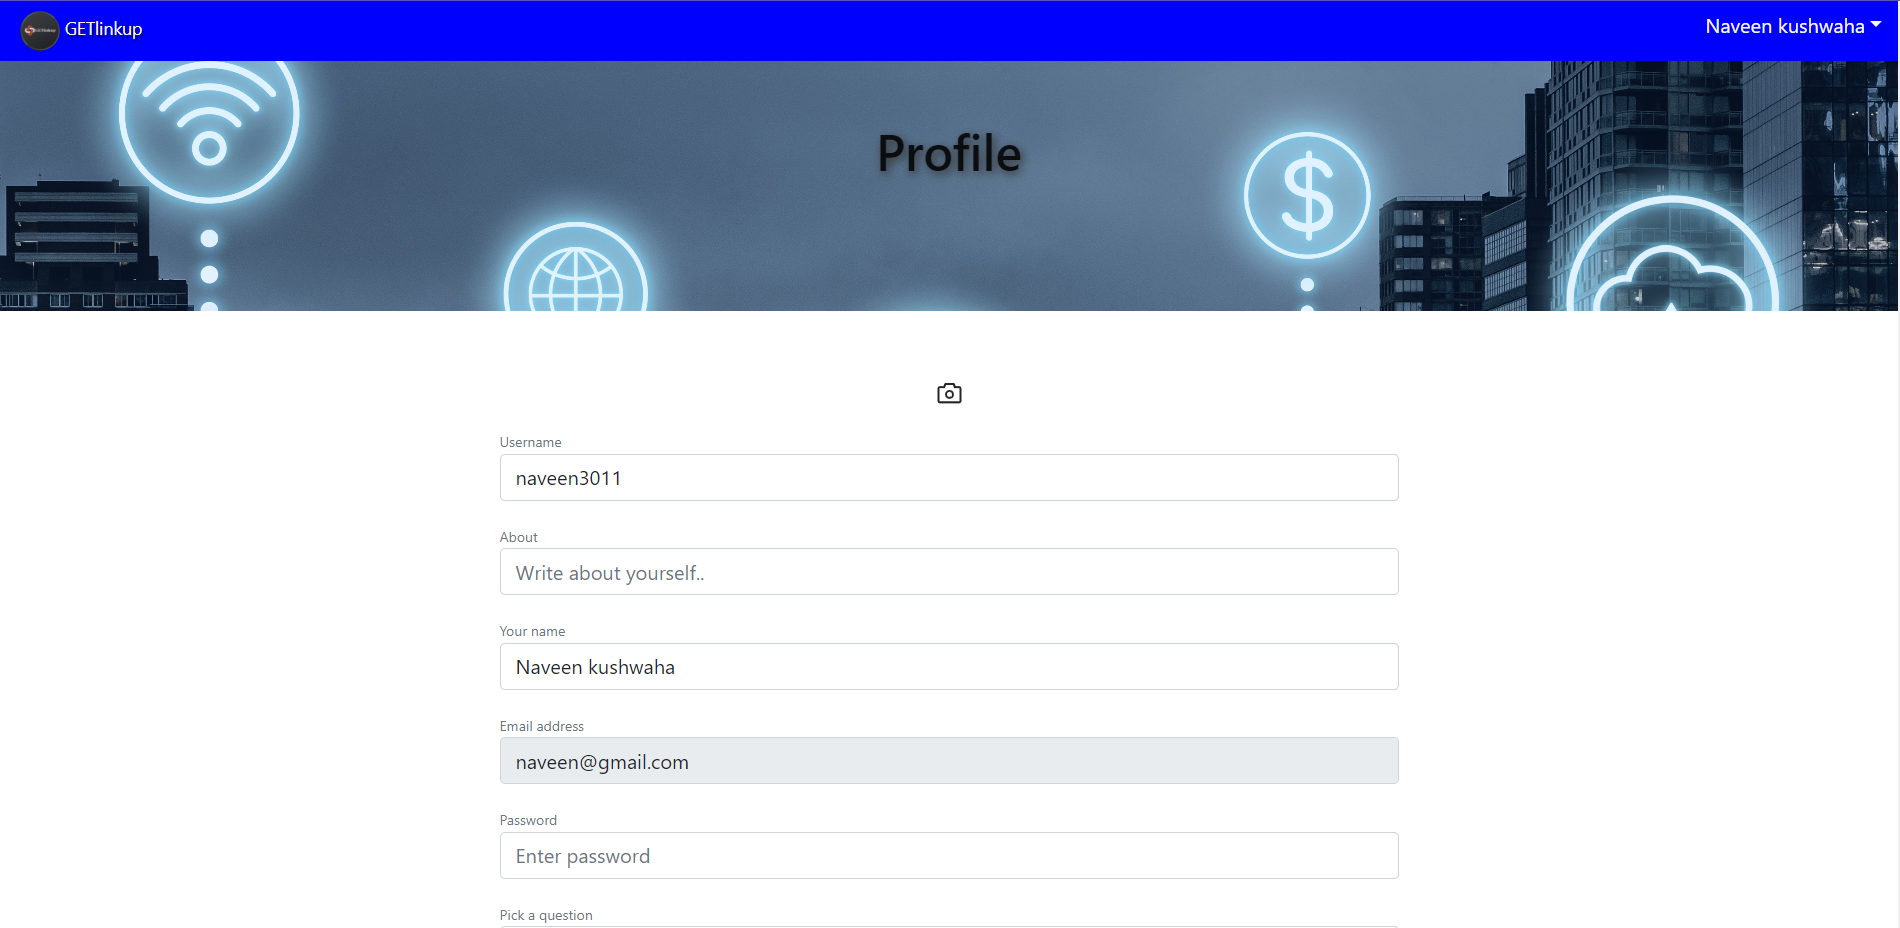 GETlinkup
Naveen kushwaha
Profile
Username
naveen3011
About
Write about yourself..
Your name
Naveen kushwaha
Email address
naveen@gmail.com
Password
Enter password
Pick a question